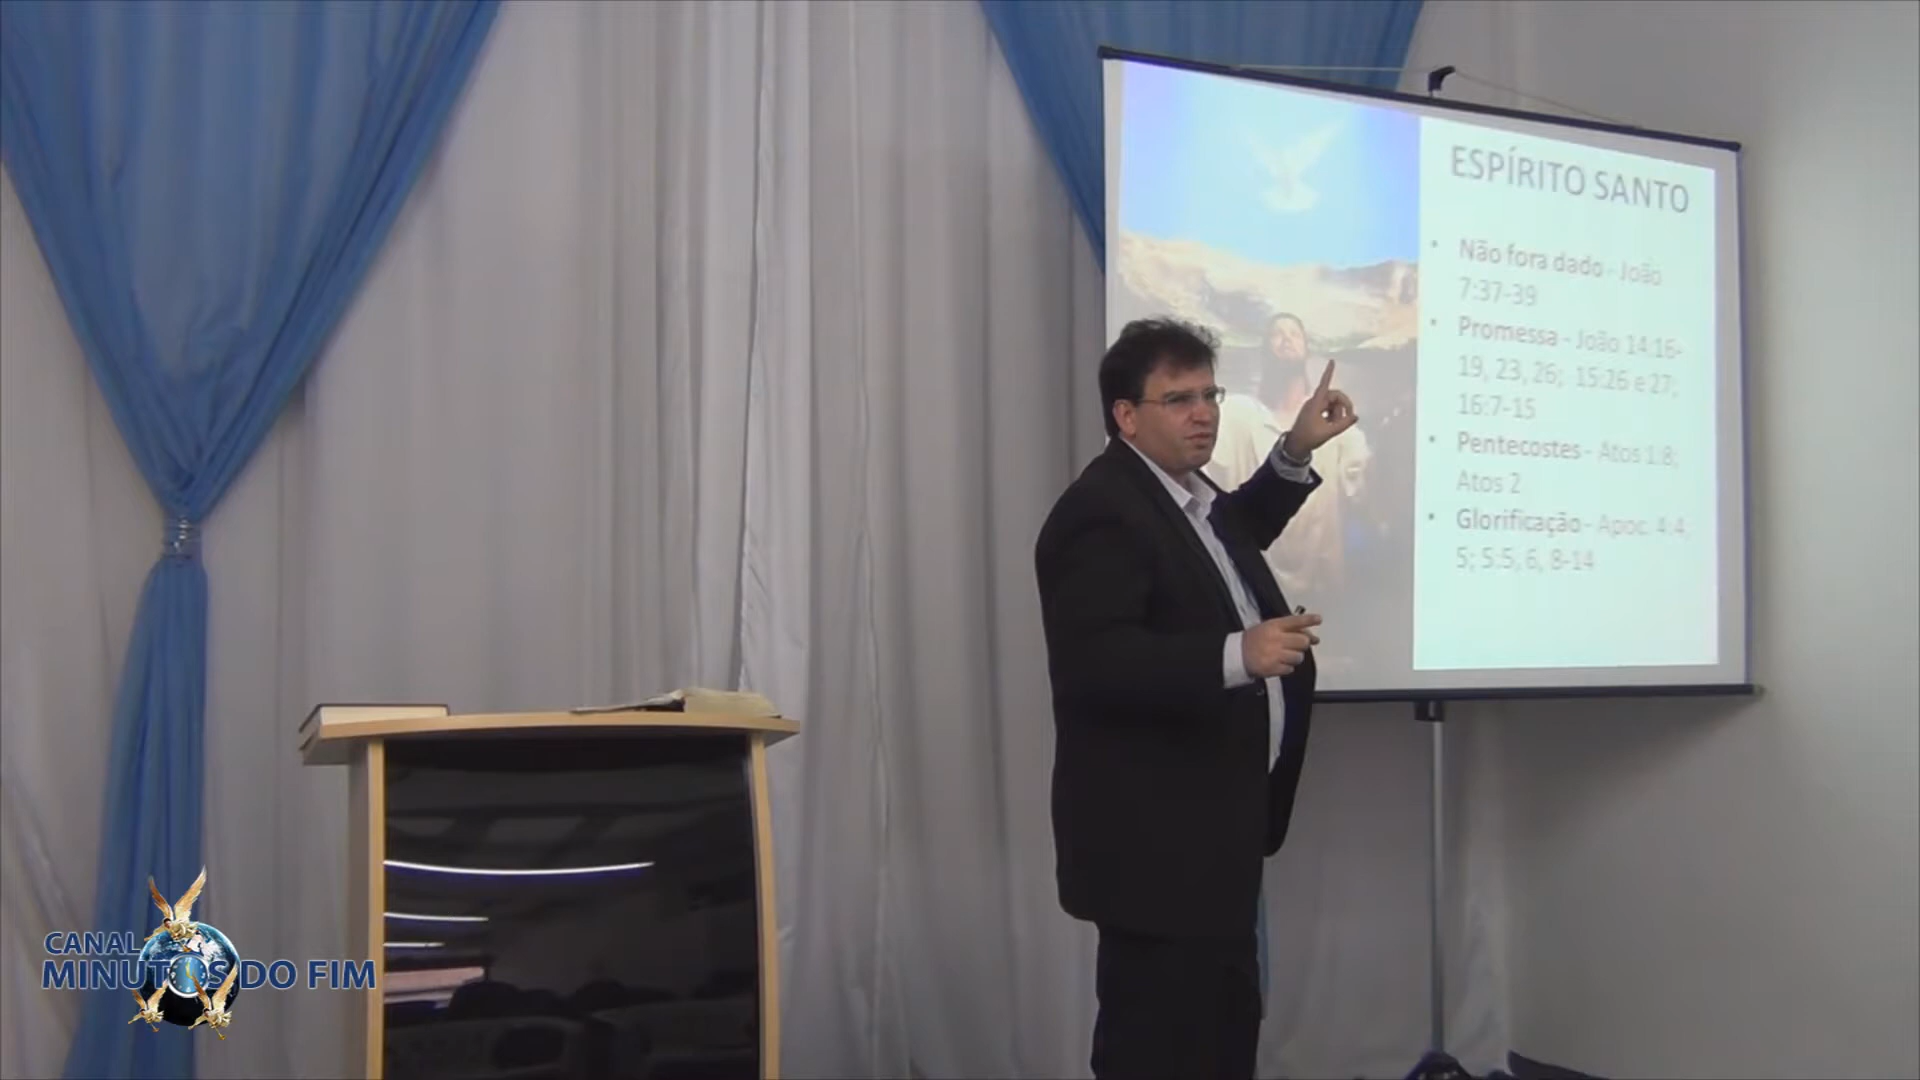 ESPÍRITO SANTO
• Não fora dado - João
7:37-39
• Promessa - João 14:16-
19, 23, 26; 15:26 e 27;
16:7-15
• Pentecostes - Atos 1:8;
Atos 2
• Glorificação - Apoc. 4:4,
5; 5:5, 6, 8-14
CANAL
MINUTOS DO FIM